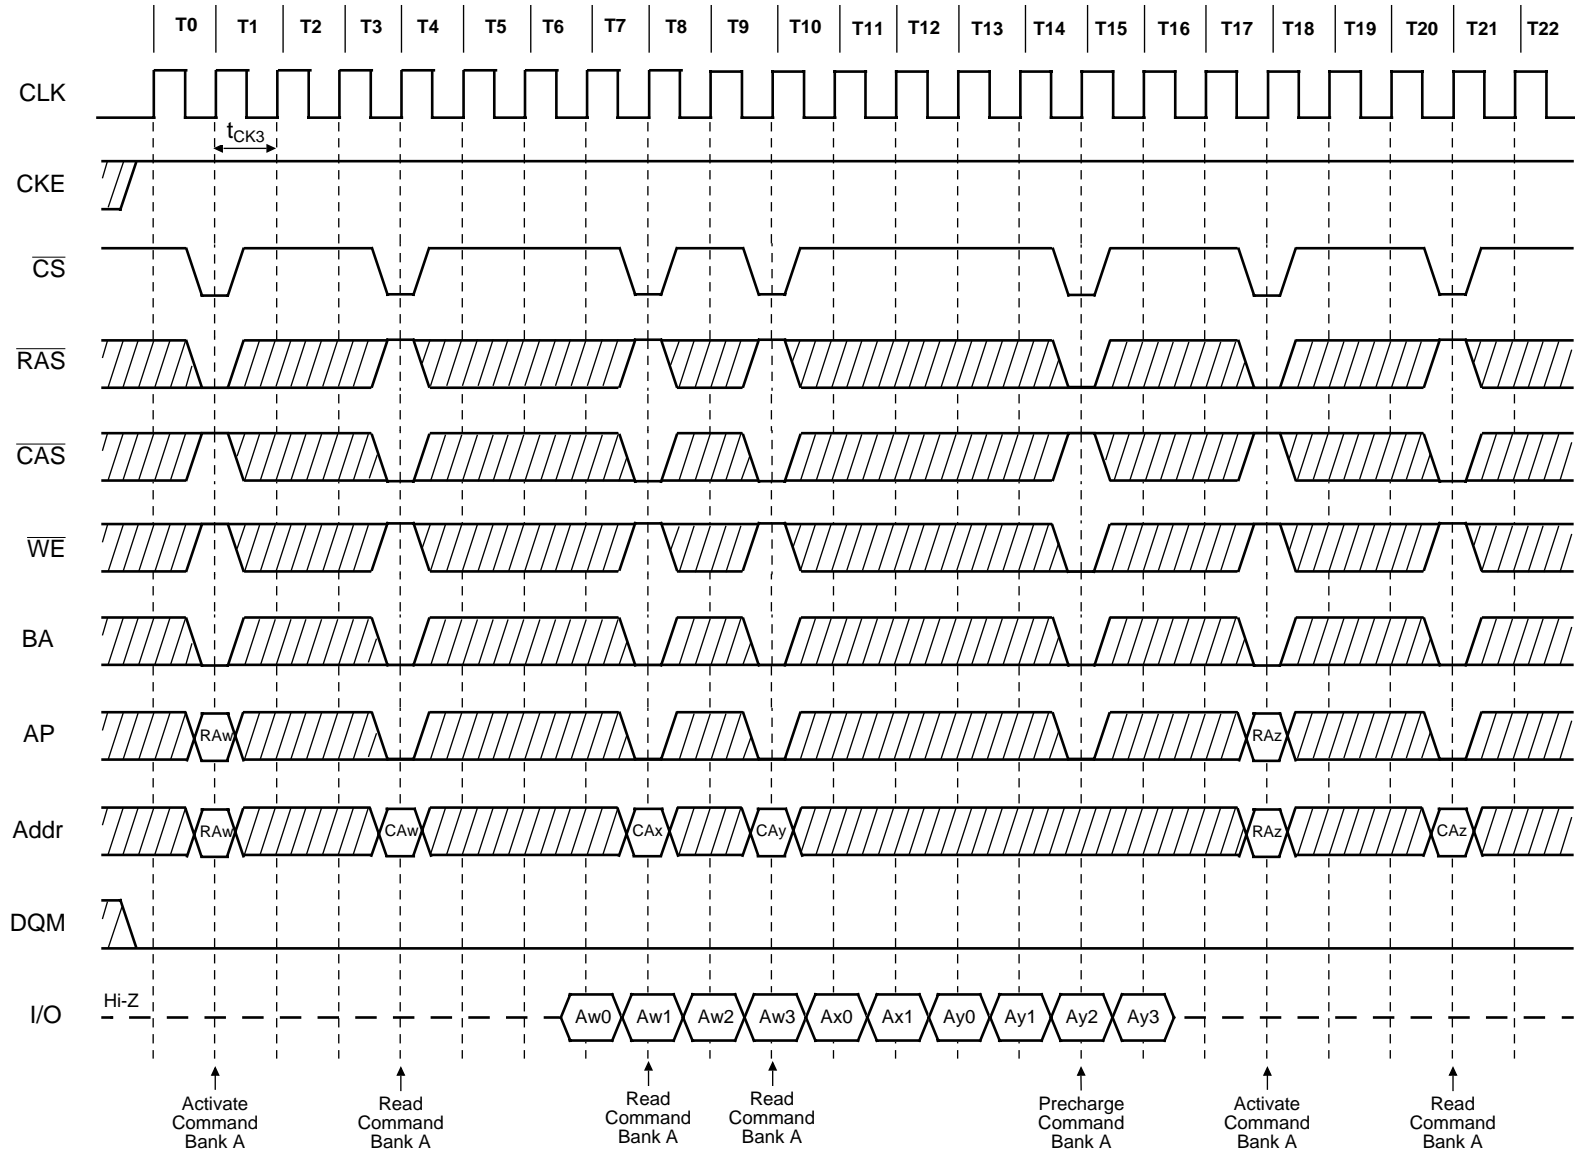 T0 T1 T2 T3 T4 T5 T6 T7 T8 T9 T10 T11 T12 T13 T14 T15 T16 T17 T18 T19 T20 T21 T22
CLK
tCK3
CKE
CS
RAS
CAS
WE
BA
AP RAw RAz
Addr RAw CAw CAx CAy RAz CAz
DQM
I/O Hi-Z Aw0 Aw1 Aw2 Aw3 Ax0 Ax1 Ay0 Ay1 Ay2 Ay3
Activate
Command
Bank A
Read
Command
Bank A
Read
Command
Bank A
Read
Command
Bank A
Precharge
Command
Bank A
Activate
Command
Bank A
Read
Command
Bank A